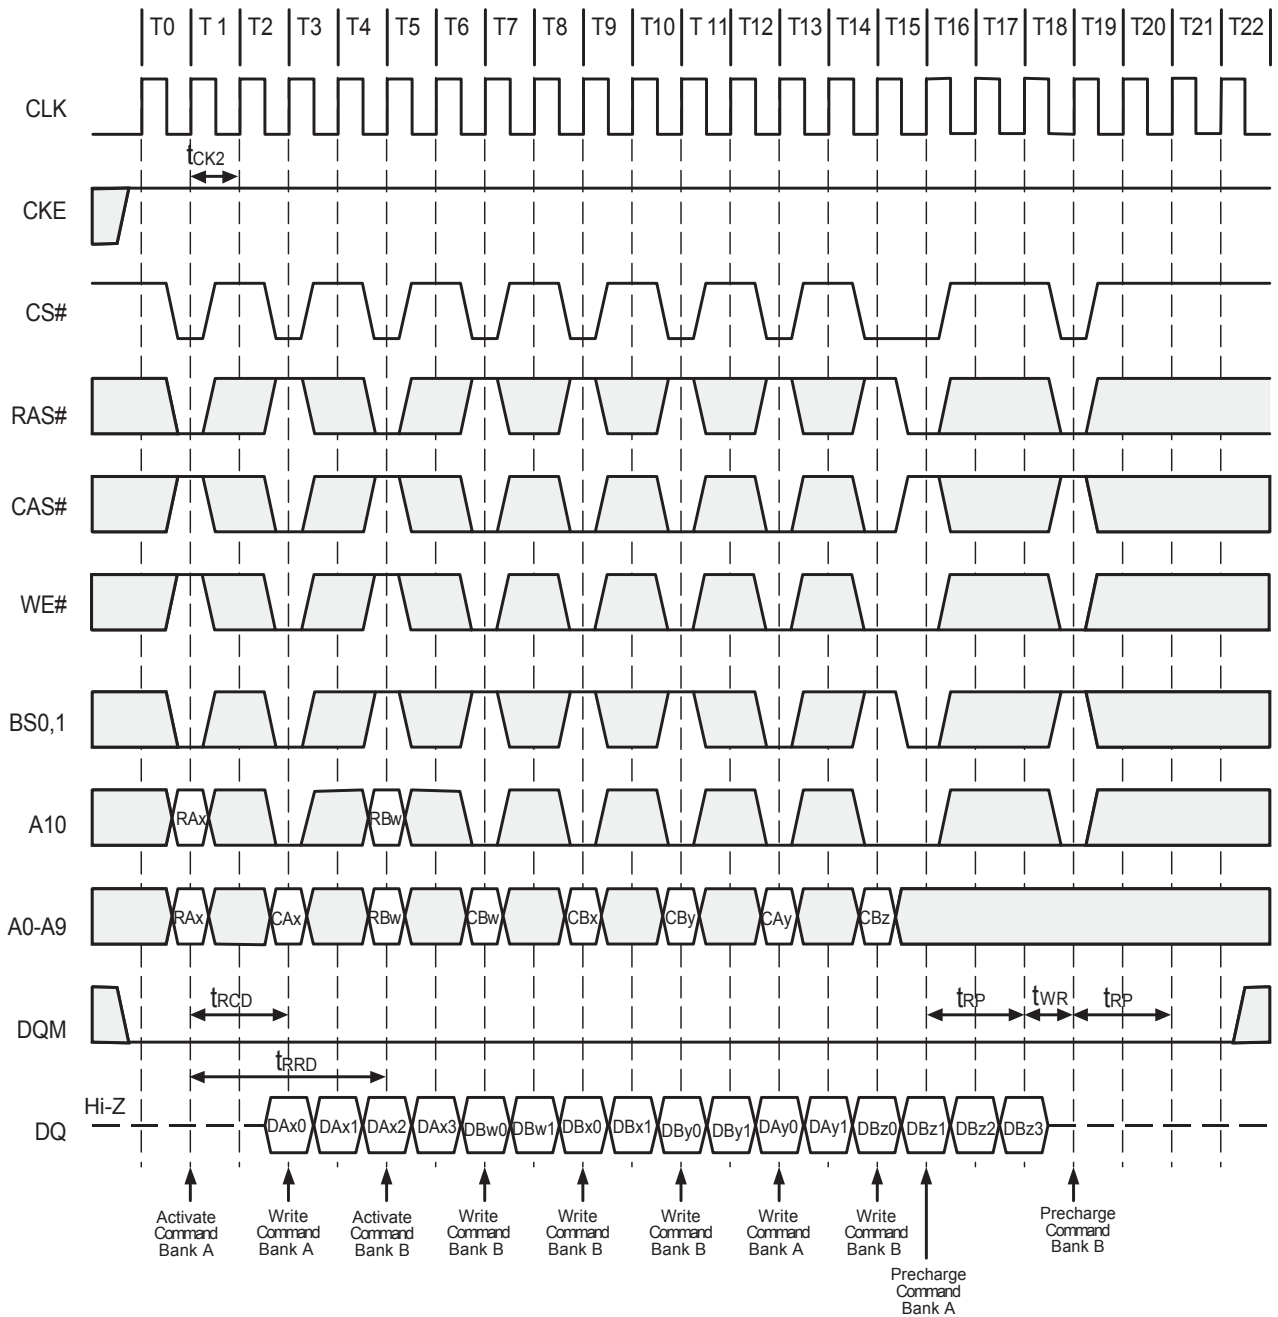 T0 T 1 T2 T3 T4 T5 T6 T7 T8 T9 T10 T 11 T12 T13 T14 T15 T16 T17 T18 T19 T20 T21 T22
CLK
tCK2
CKE
CS#
RAS#
CAS#
WE#
BS0,1
A10 RAx RBw
A0-A9 RAx CAx RBw CBw CBx CBy CAy CBz
DQM tRCD tRP tWR tRP
tRRD
Hi-Z
DQ DAx0 DAx1 DAx2 DAx3 DBw0 DBw1 DBx0 DBx1 DBy0 DBy1 DAy0 DAy1 DBz0 DBz1 DBz2 DBz3
Activate
Command
Bank A
Write
Command
Bank A
Activate
Command
Bank B
Write
Command
Bank B
Write
Command
Bank B
Write
Command
Bank B
Write
Command
Bank A
Write
Command
Bank B
Precharge
Command
Bank A
Precharge
Command
Bank B